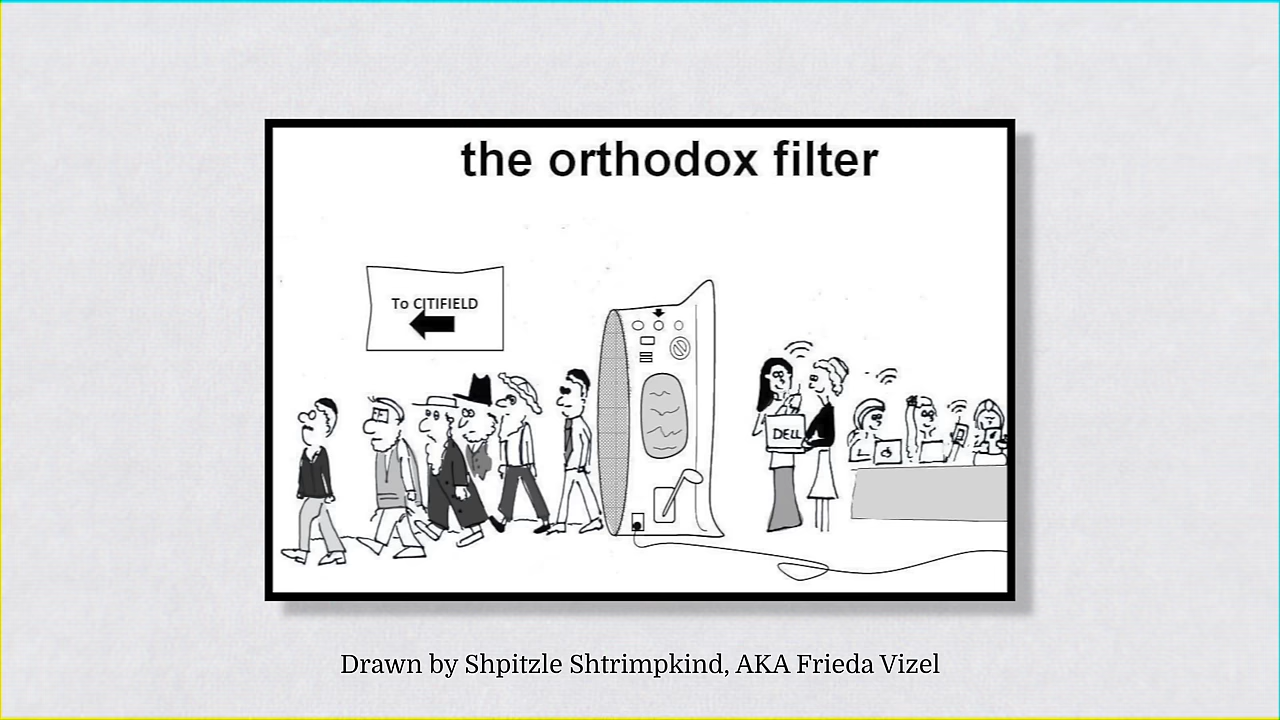 the orthodox filter
To CITIFIELD
DELL
Drawn by Shpitzle Shtrimpkind, AKA Frieda Vizel